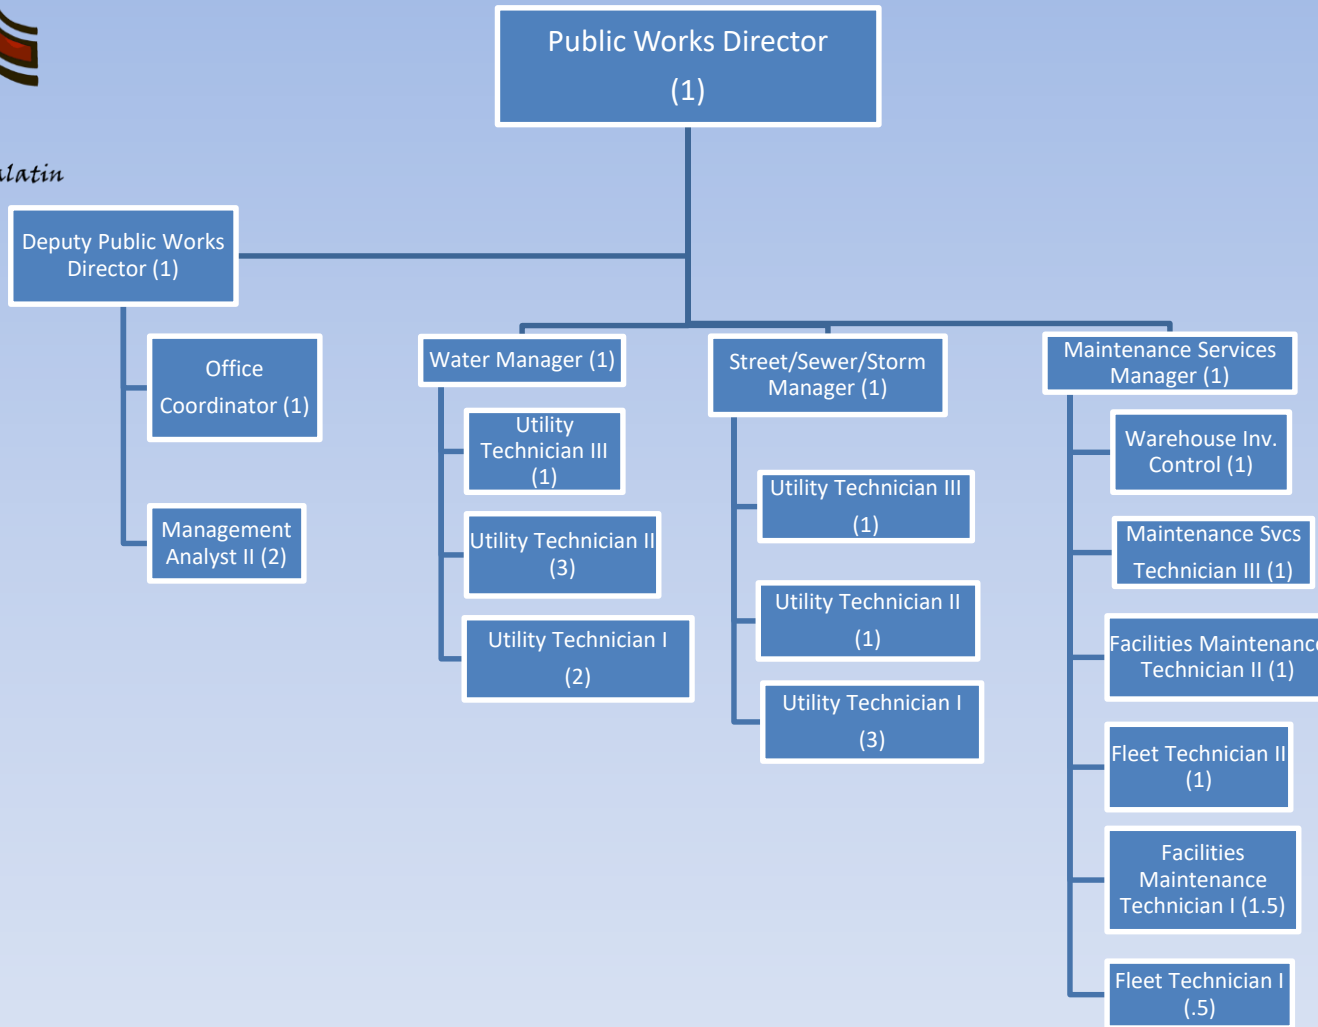 Public Works Director
(1)
Deputy Public Works
Director (1)
Office
Coordinator (1)
Management
Analyst II (2)
Water Manager (1)
Utility
Technician III
(1)
Utility Technician II
(3)
Utility Technician I
(2)
Street/Sewer/Storm
Manager (1)
Utility Technician III
(1)
Utility Technician II
(1)
Utility Technician I
(3)
Maintenance Services
Manager (1)
Warehouse Inv.
Control (1)
Maintenance Svcs
Technician III (1)
Facilities Maintenance
Technician II (1)
Fleet Technician II
(1)
Facilities
Maintenance
Technician I (1.5)
Fleet Technician I
(.5)